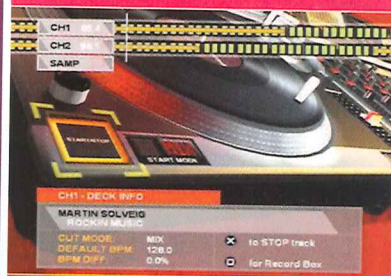 CH1
CH2
SAMP
START/STOP
START MODE
CH1 - DECK INFO
MARTIN SOLVEIG
ROCKIN MUSIC
CUT MODE: MIX
DEFAULT BPM: 128.0
BPM DIFF: 0.0%
to STOP track
for Record Box